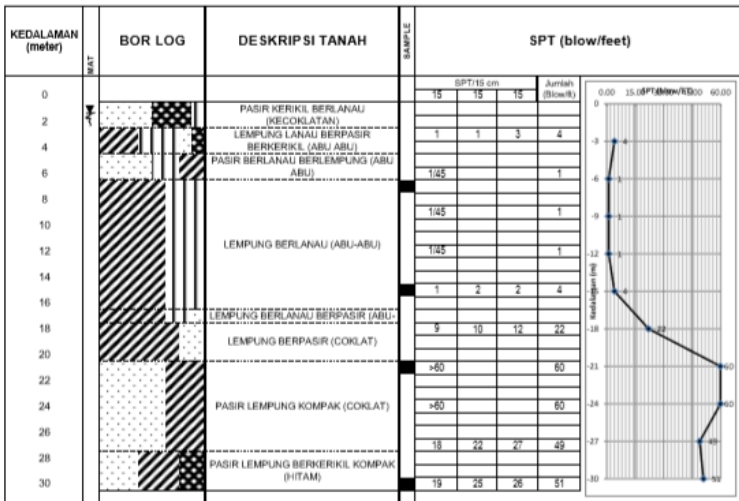 KEDALAMAN (meter)
MAT
BOR LOG
DESKRIPSI TANAH
SAMPLE
SPT (blow/feet)
SPT/15 cm
Jumlah (Blow/ft)
15 15 15
0
2
4
6
8
10
12
14
16
18
20
22
24
26
28
30
PASIR KERIKIL BERLANAU
(KECOKLATAN)
LEMPUNG LANAU BERPASIR
BERKERIKIL (ABU ABU)
PASIR BERLANAU BERLEMPUNG (ABU
ABU)
LEMPUNG BERLANAU (ABU-ABU)
LEMPUNG BERLANAU BERPASIR (ABU-
LEMPUNG BERPASIR (COKLAT)
PASIR LEMPUNG KOMPAK (COKLAT)
PASIR LEMPUNG BERKERIKIL KOMPAK
(HITAM)
1 1 3 4
1/45 1
1/45 1
1/45 1
1 2 2 4
9 10 12 22
>60 60
>60 60
18 22 27 49
19 25 26 51
SPT (Blow/FT)
0.00 15.00 60.00
Kedalaman (m)
0
-3
-6
-9
-12
-18
-21
-24
-27
-30
4
1
1
1
4
22
60
60
49
51